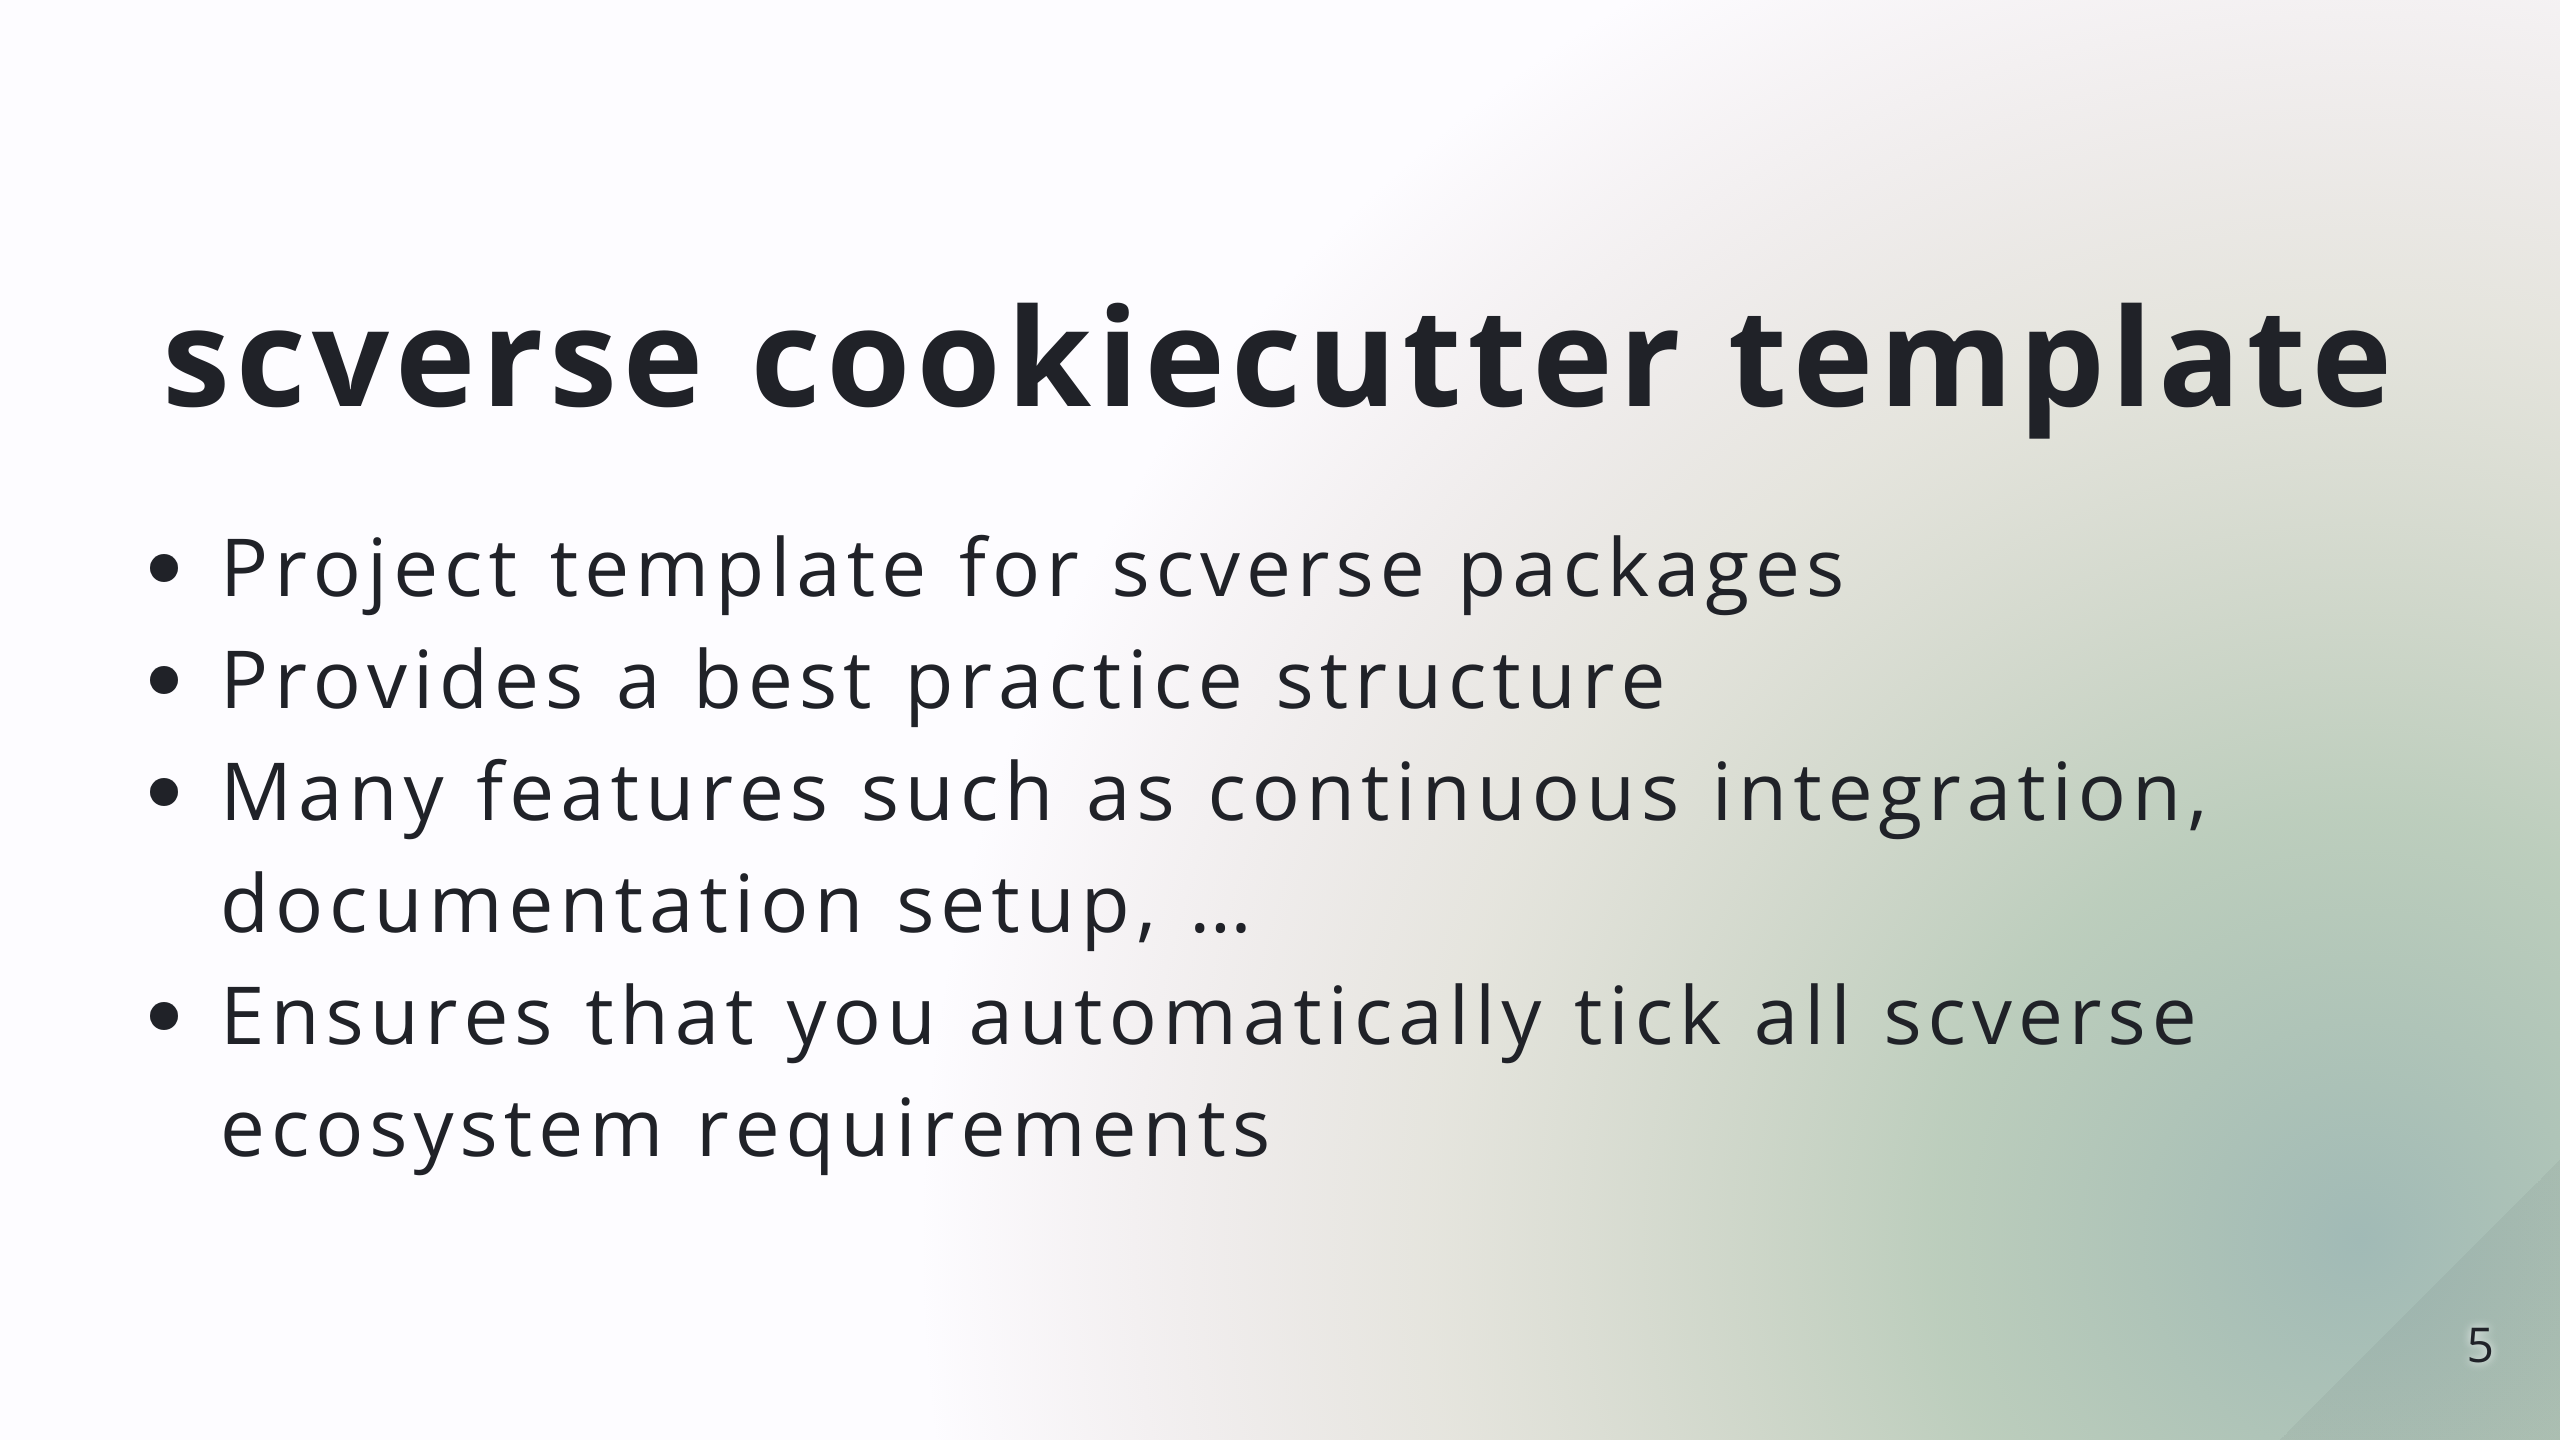 scverse cookiecutter template
• Project template for scverse packages
• Provides a best practice structure
• Many features such as continuous integration,
documentation setup, ...
• Ensures that you automatically tick all scverse
ecosystem requirements
5